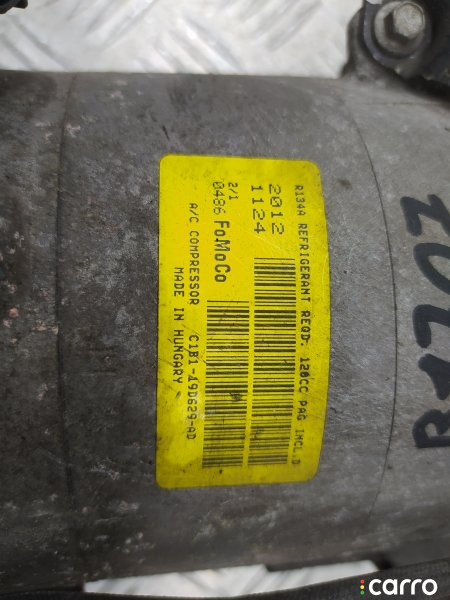 R134A REFRIGERANT REQD. 120CC PAG INCL.D
2012
1124
2/1
0486 FoMoCo
A/C COMPRESSOR C1B1-19D629-AD
MADE IN HUNGARY
carro